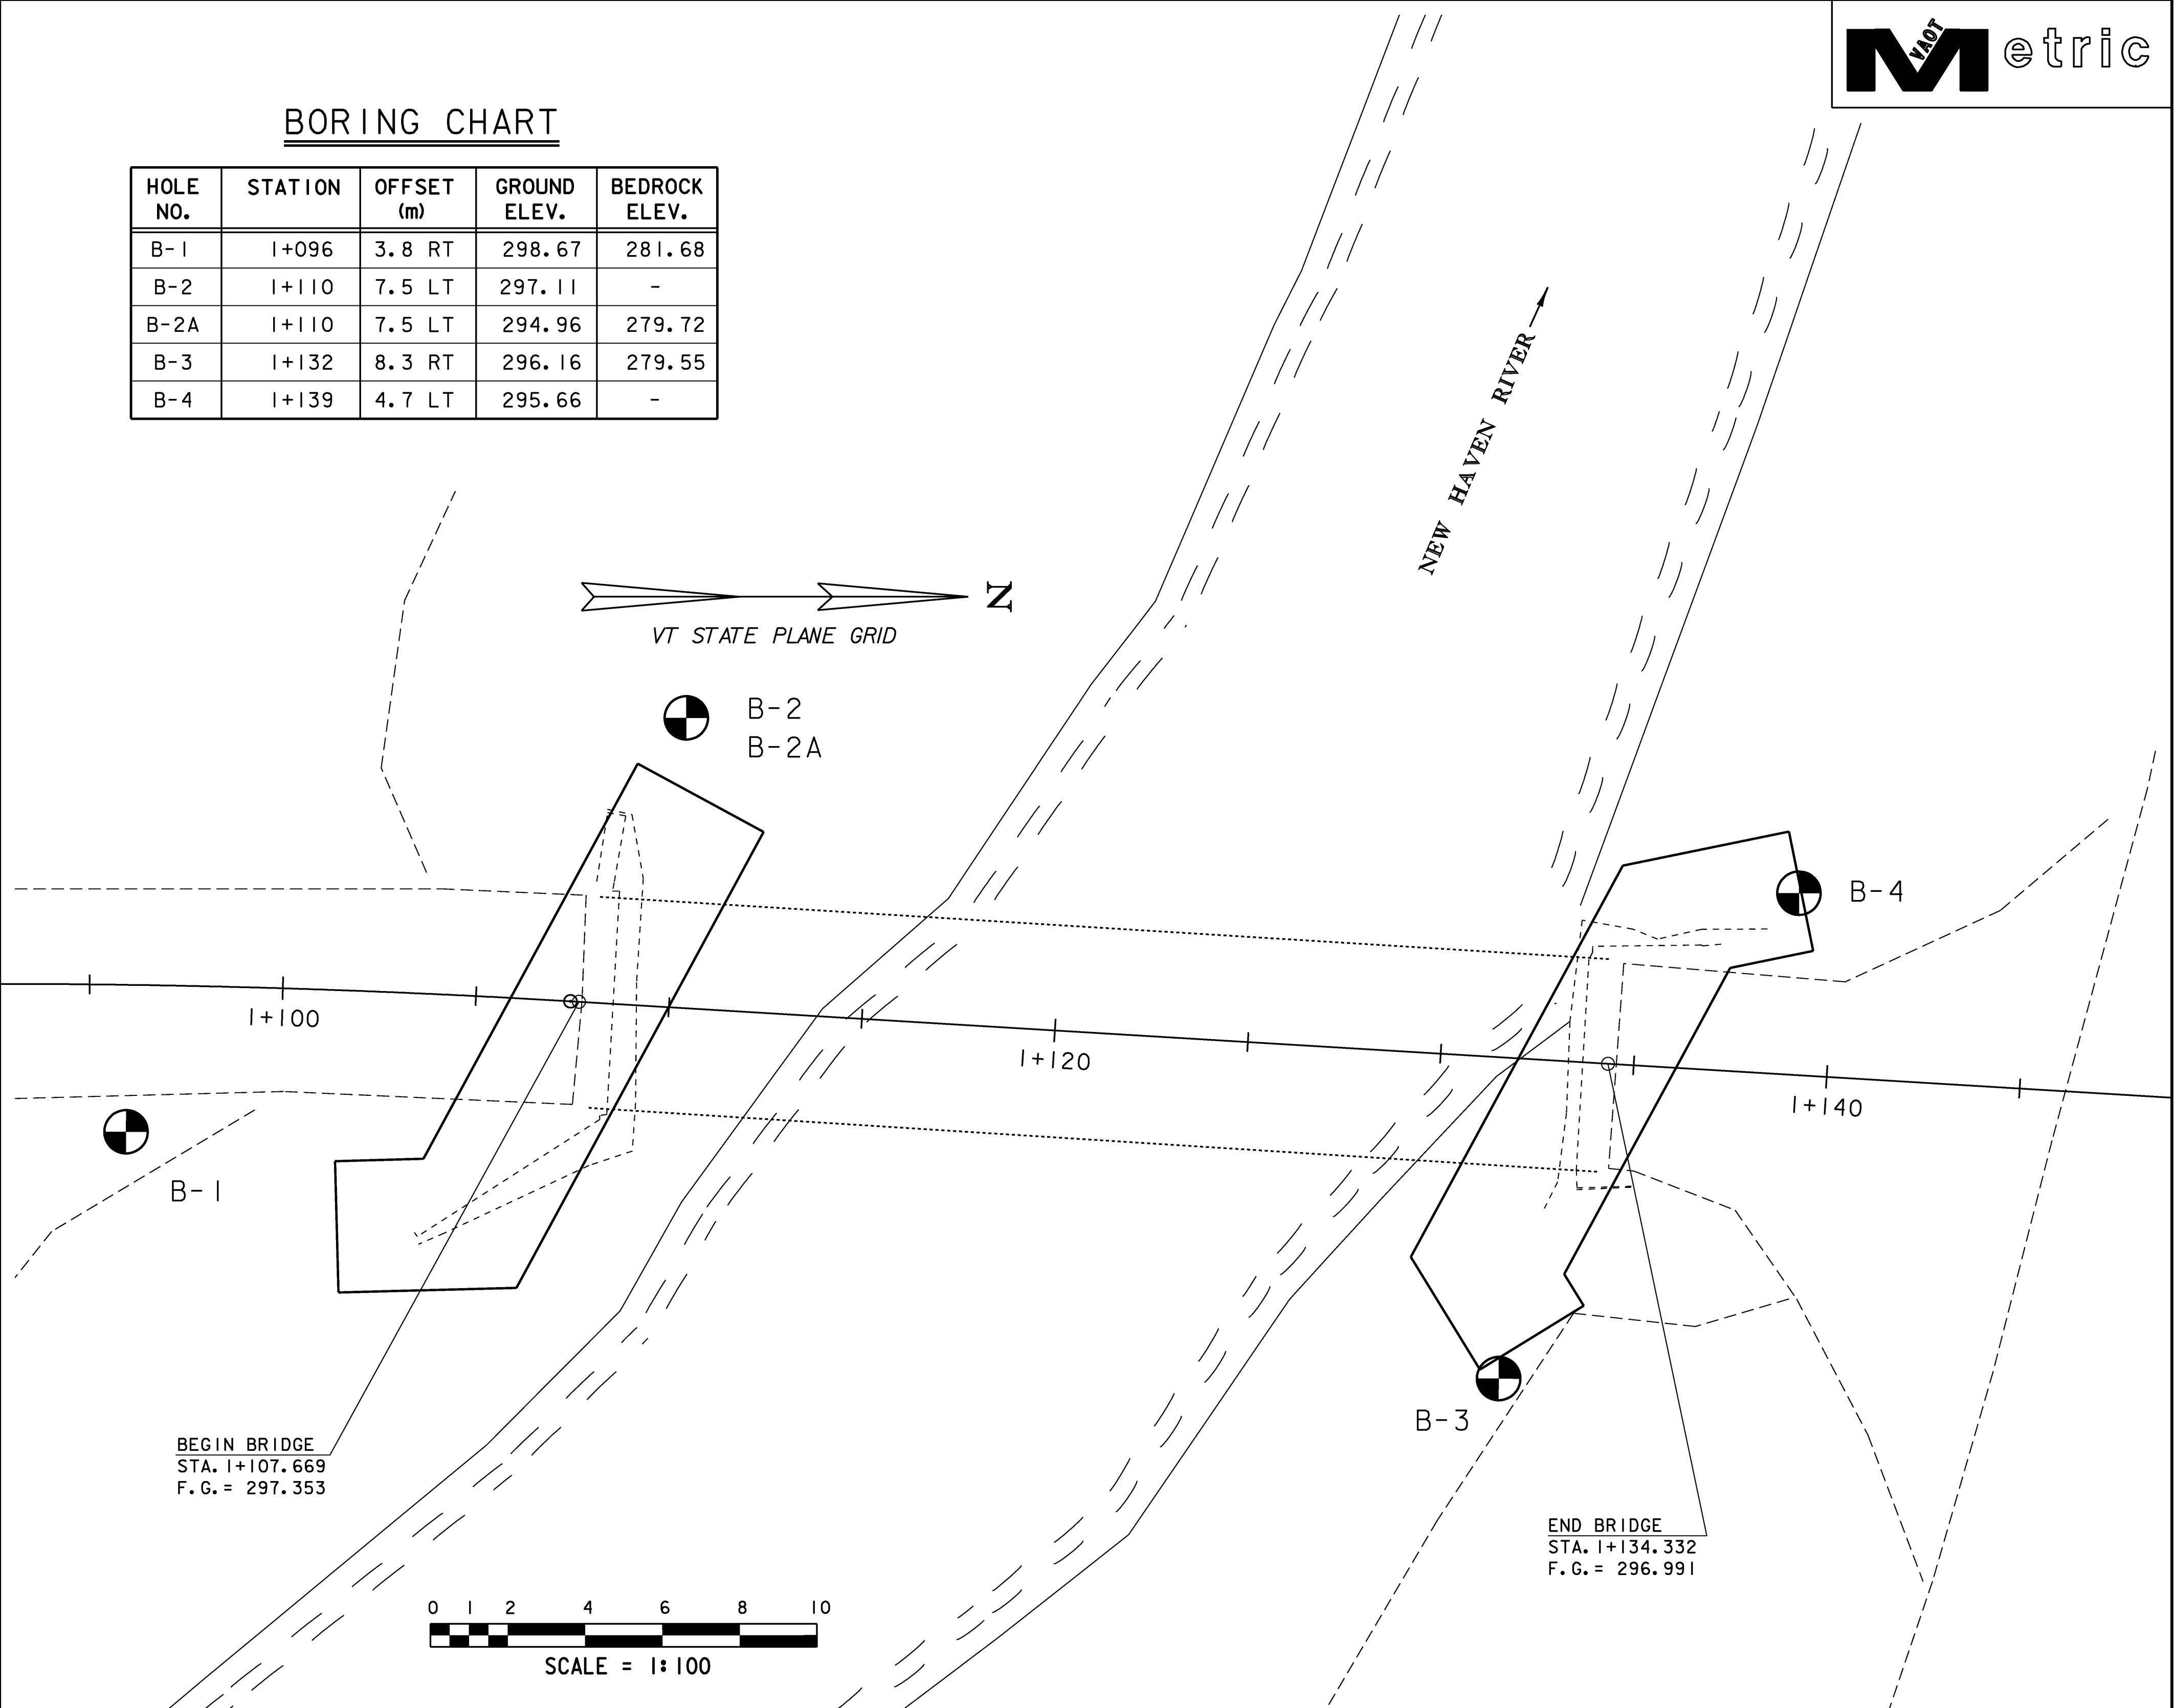 VAOT
Metric
BORING CHART
HOLE NO. STATION OFFSET (m) GROUND ELEV. BEDROCK ELEV.
B-1 1+096 3.8 RT 298.67 281.68
B-2 1+110 7.5 LT 297.11 -
B-2A 1+110 7.5 LT 294.96 279.72
B-3 1+132 8.3 RT 296.16 279.55
B-4 1+139 4.7 LT 295.66 -
NEW HAVEN RIVER
N
VT STATE PLANE GRID
B-2
B-2A
B-4
1+100
1+120
1+140
B-1
B-3
BEGIN BRIDGE
STA. 1+107.669
F.G.= 297.353
END BRIDGE
STA. 1+134.332
F.G.= 296.991
0 1 2 4 6 8 10
SCALE = 1:100